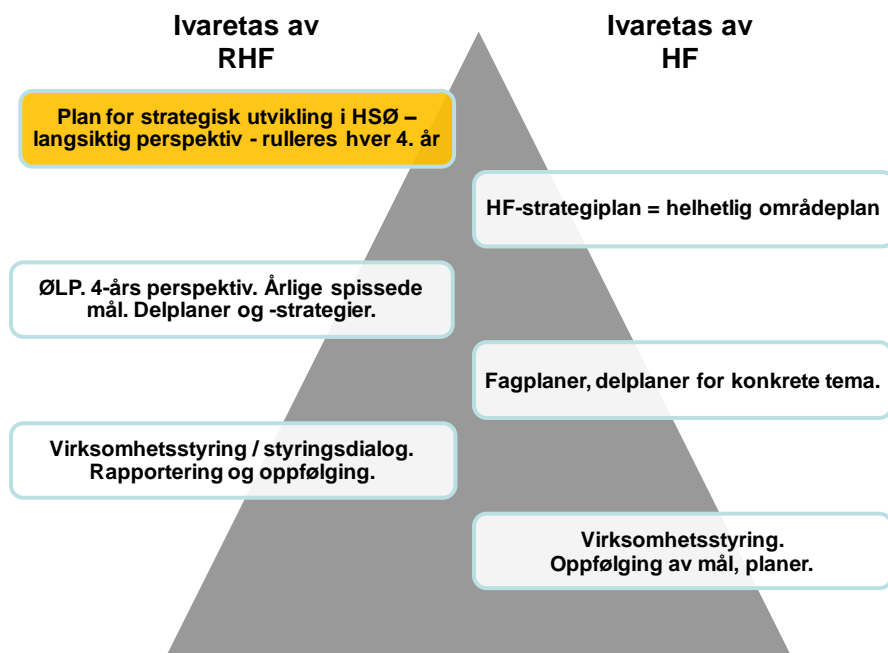 Ivaretas av
RHF
Ivaretas av
HF
Plan for strategisk utvikling i HSØ –
langsiktig perspektiv - rulleres hver 4. år
HF-strategiplan = helhetlig områdeplan
ØLP. 4-års perspektiv. Årlige spissede
mål. Delplaner og -strategier.
Fagplaner, delplaner for konkrete tema.
Virksomhetsstyring / styringsdialog.
Rapportering og oppfølging.
Virksomhetsstyring.
Oppfølging av mål, planer.